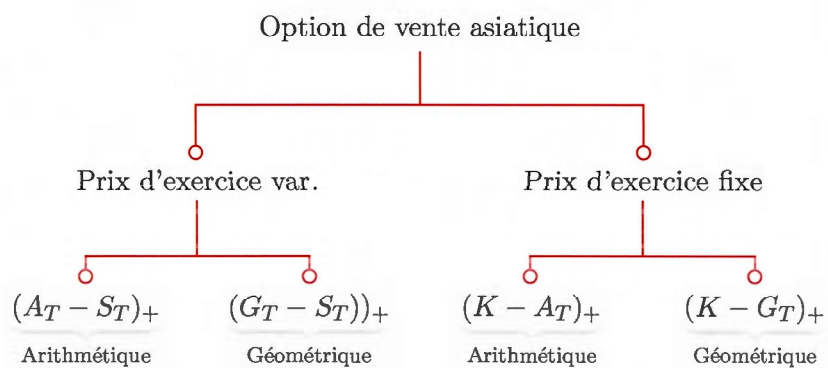 Option de vente asiatique
Prix d'exercice var. Prix d'exercice fixe
(A_T − S_T)_+ (G_T − S_T))_+ (K − A_T)_+ (K − G_T)_+
Arithmétique Géométrique Arithmétique Géométrique